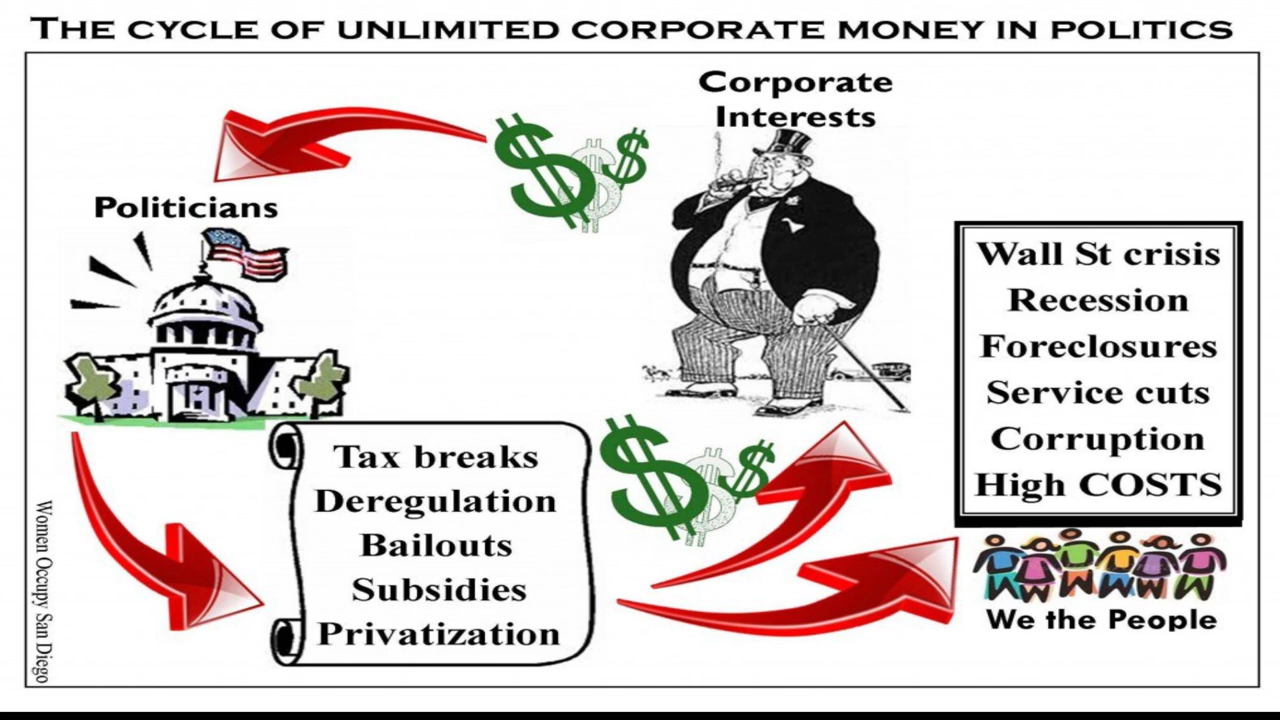 THE CYCLE OF UNLIMITED CORPORATE MONEY IN POLITICS
Corporate
Interests
Politicians
Wall St crisis
Recession
Foreclosures
Service cuts
Corruption
High COSTS
Tax breaks
Deregulation
Bailouts
Subsidies
Privatization
We the People
Women Occupy San Diego